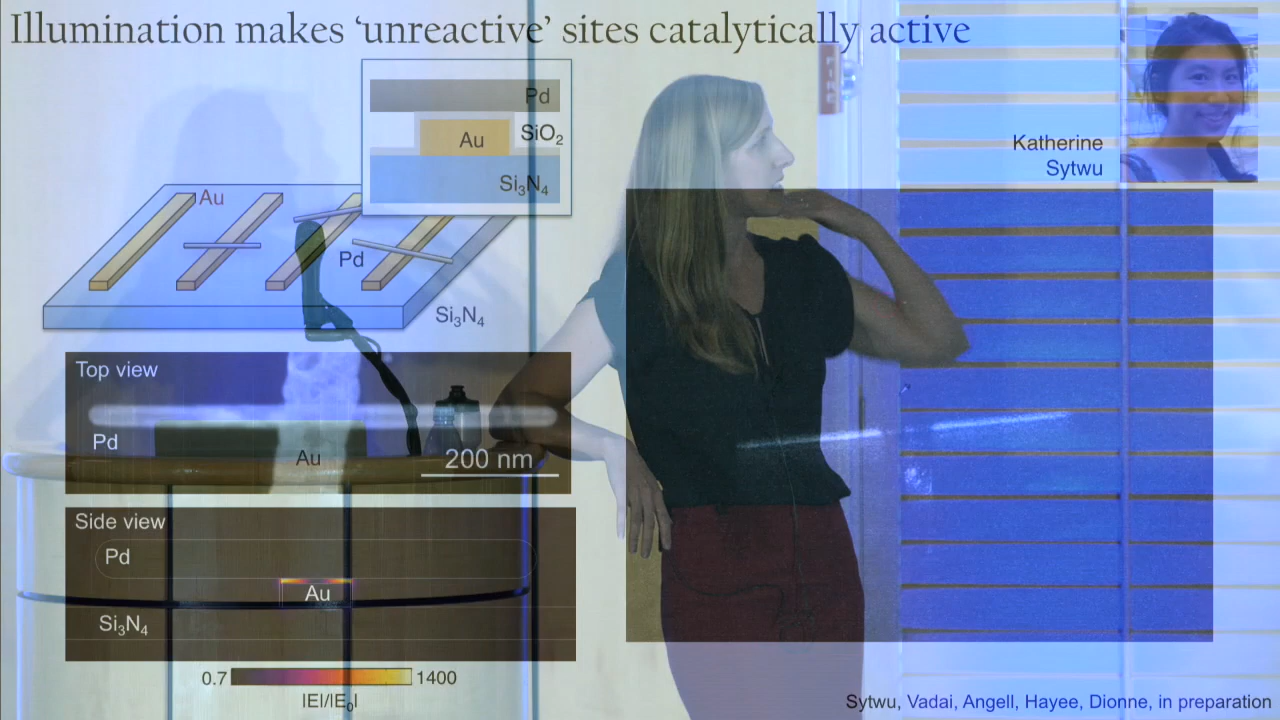 Illumination makes ‘unreactive’ sites catalytically active
FIRE
Pd
Au
SiO₂
Si₃N₄
Katherine
Sytwu
Au
Pd
Si₃N₄
Top view
Pd
Au
200 nm
Side view
Pd
Au
Si₃N₄
0.7
1400
|E|/|E₀|
Sytwu, Vadai, Angell, Hayee, Dionne, in preparation